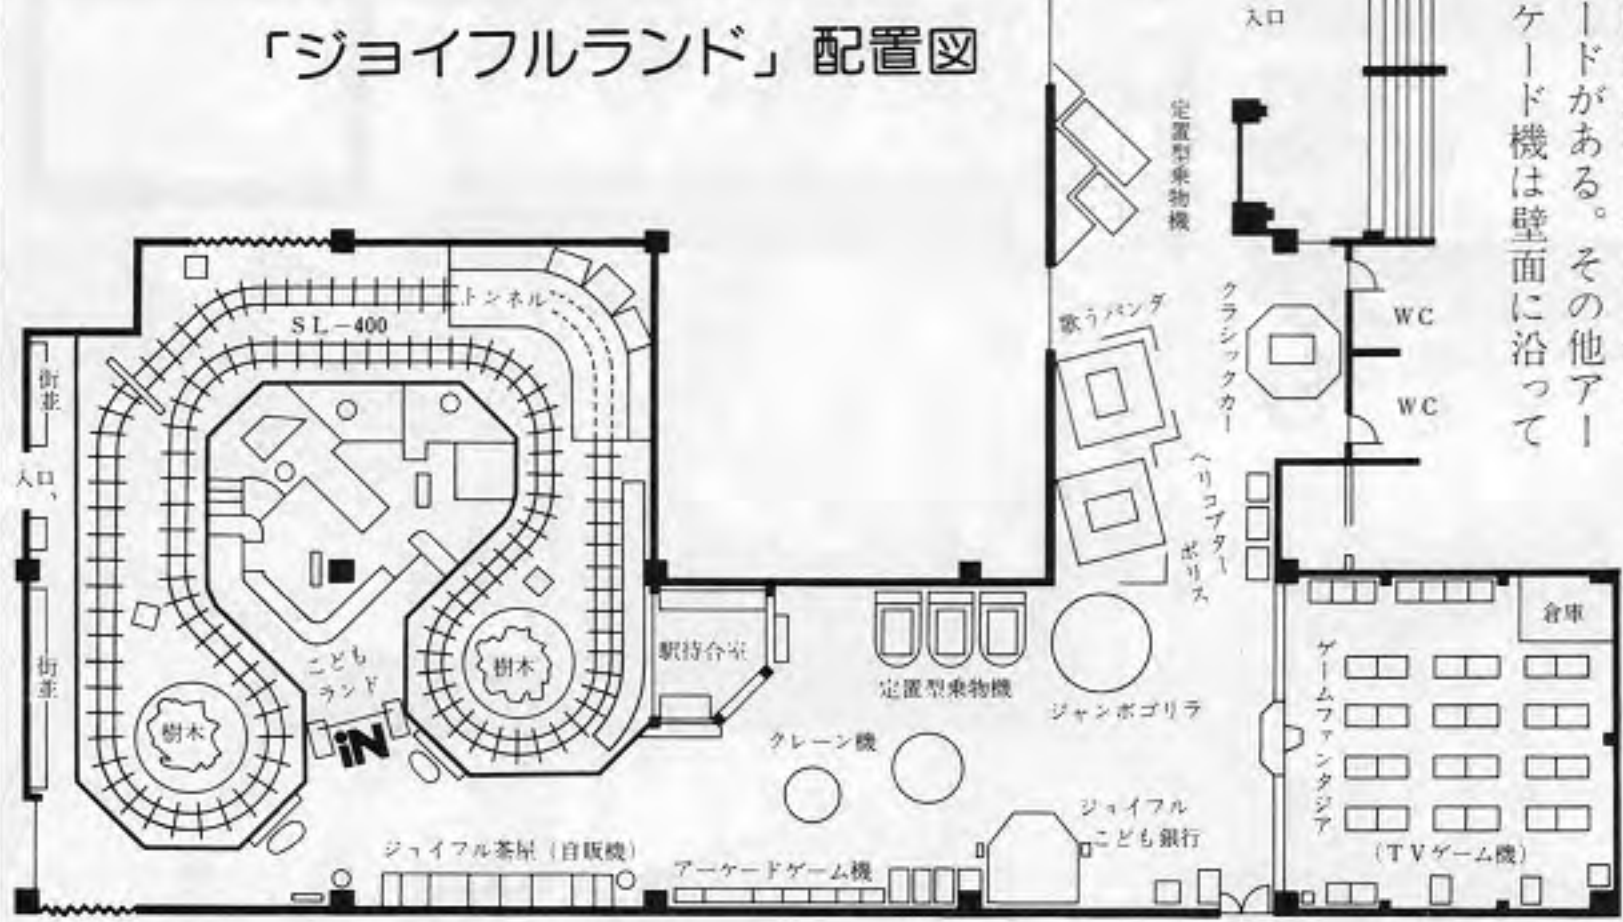 「ジョイフルランド」配置図
ードがある。その他アー
ケード機は壁面に沿って
入口
定置型乗物機
トンネル
SL-400
歌うパンダ
クラシックカー
WC
WC
街並
入口
ヘリコプター
ポリス
街並
こども
ランド
iN
樹木
樹木
駅待合室
定置型乗物機
ジャンボゴリラ
クレーン機
ゲームファンタジア
倉庫
ジョイフル
こども銀行
ジョイフル茶屋(自販機)
アーケードゲーム機
(TVゲーム機)